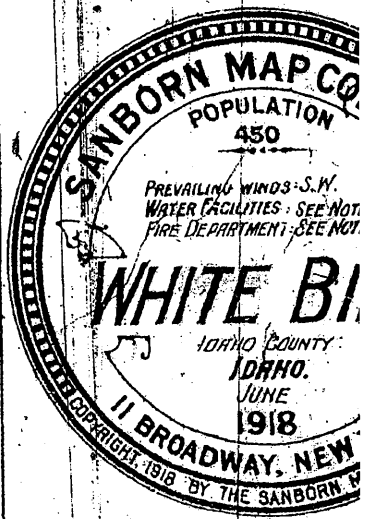 SANBORN MAP CO
POPULATION
450
PREVAILING WINDS: S.W.
WATER FACILITIES: SEE NOT
FIRE DEPARTMENT: SEE NOT
WHITE BI
IDAHO COUNTY
IDAHO.
JUNE
1918
11 BROADWAY, NEW
COPYRIGHT, 1918 BY THE SANBORN M